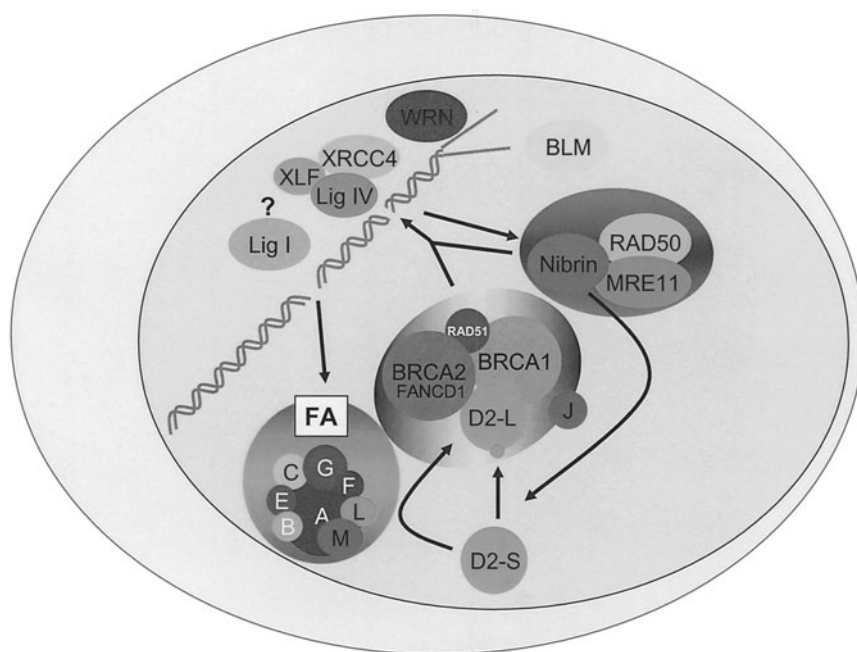 WRN
XRCC4
BLM
XLF
Lig IV
?
Lig I
RAD50
Nibrin
MRE11
RAD51
BRCA2
FANCD1
BRCA1
D2-L
J
FA
G
C
F
E
A
L
B
M
D2-S